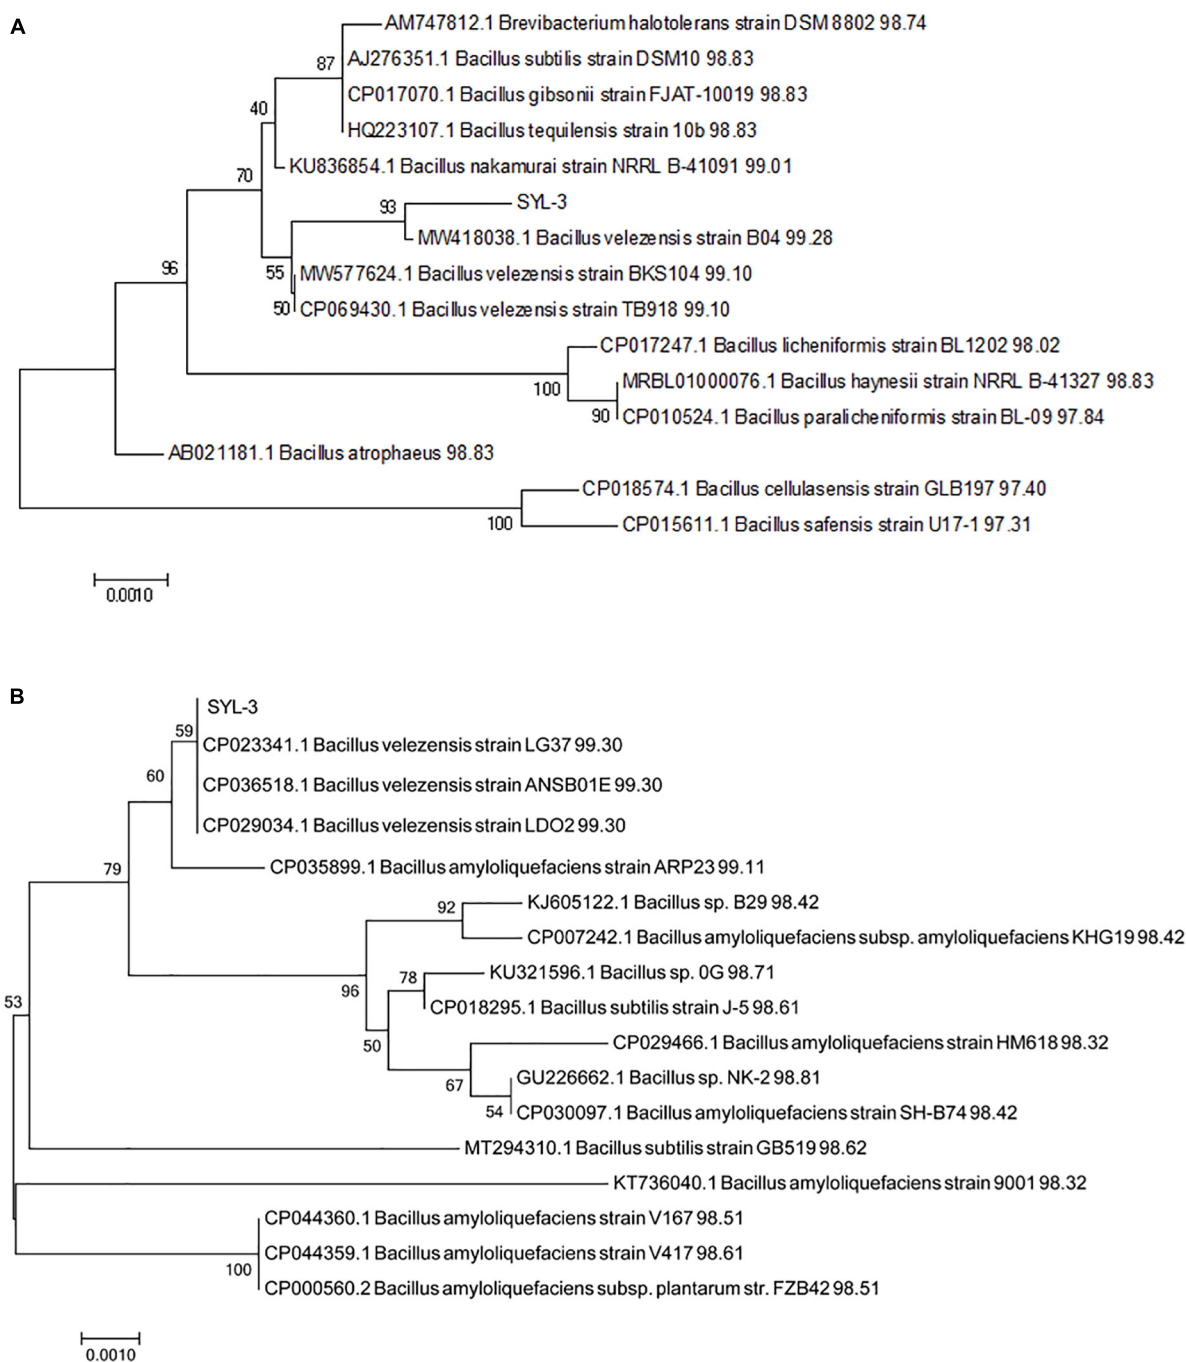 A
AM747812.1 Brevibacterium halotolerans strain DSM 8802 98.74
87
AJ276351.1 Bacillus subtilis strain DSM10 98.83
CP017070.1 Bacillus gibsonii strain FJAT-10019 98.83
40
HQ223107.1 Bacillus tequilensis strain 10b 98.83
KU836854.1 Bacillus nakamurai strain NRRL B-41091 99.01
70
93
SYL-3
MW418038.1 Bacillus velezensis strain B04 99.28
96
55
MW577624.1 Bacillus velezensis strain BKS104 99.10
50
CP069430.1 Bacillus velezensis strain TB918 99.10
CP017247.1 Bacillus licheniformis strain BL1202 98.02
100
MRBL01000076.1 Bacillus haynesii strain NRRL B-41327 98.83
90
CP010524.1 Bacillus paralicheniformis strain BL-09 97.84
AB021181.1 Bacillus atrophaeus 98.83
CP018574.1 Bacillus cellulasensis strain GLB197 97.40
100
CP015611.1 Bacillus safensis strain U17-1 97.31
0.0010
B
SYL-3
59
CP023341.1 Bacillus velezensis strain LG37 99.30
60
CP036518.1 Bacillus velezensis strain ANSB01E 99.30
CP029034.1 Bacillus velezensis strain LDO2 99.30
79
CP035899.1 Bacillus amyloliquefaciens strain ARP23 99.11
92
KJ605122.1 Bacillus sp. B29 98.42
CP007242.1 Bacillus amyloliquefaciens subsp. amyloliquefaciens KHG19 98.42
78
KU321596.1 Bacillus sp. 0G 98.71
96
53
CP018295.1 Bacillus subtilis strain J-5 98.61
50
CP029466.1 Bacillus amyloliquefaciens strain HM618 98.32
67
GU226662.1 Bacillus sp. NK-2 98.81
54
CP030097.1 Bacillus amyloliquefaciens strain SH-B74 98.42
MT294310.1 Bacillus subtilis strain GB519 98.62
KT736040.1 Bacillus amyloliquefaciens strain 9001 98.32
CP044360.1 Bacillus amyloliquefaciens strain V167 98.51
CP044359.1 Bacillus amyloliquefaciens strain V417 98.61
100
CP000560.2 Bacillus amyloliquefaciens subsp. plantarum str. FZB42 98.51
0.0010